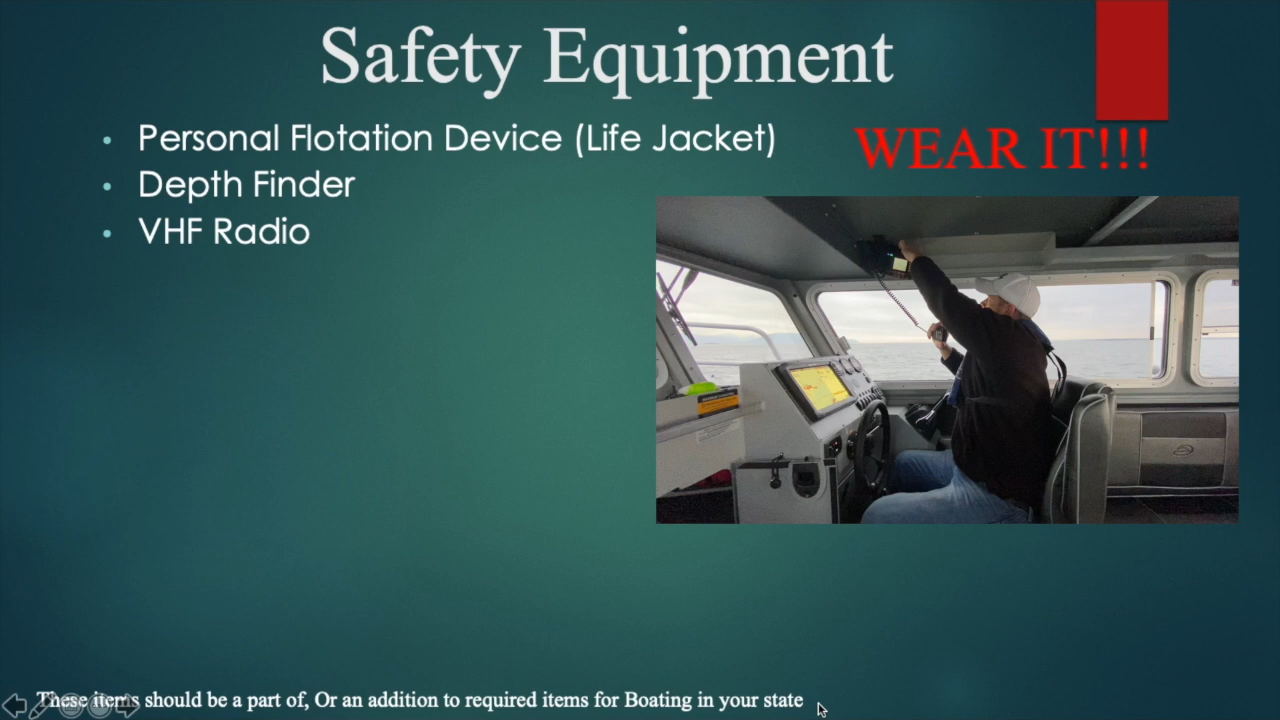 Safety Equipment
• Personal Flotation Device (Life Jacket)
WEAR IT!!!
• Depth Finder
• VHF Radio
These items should be a part of, Or an addition to required items for Boating in your state